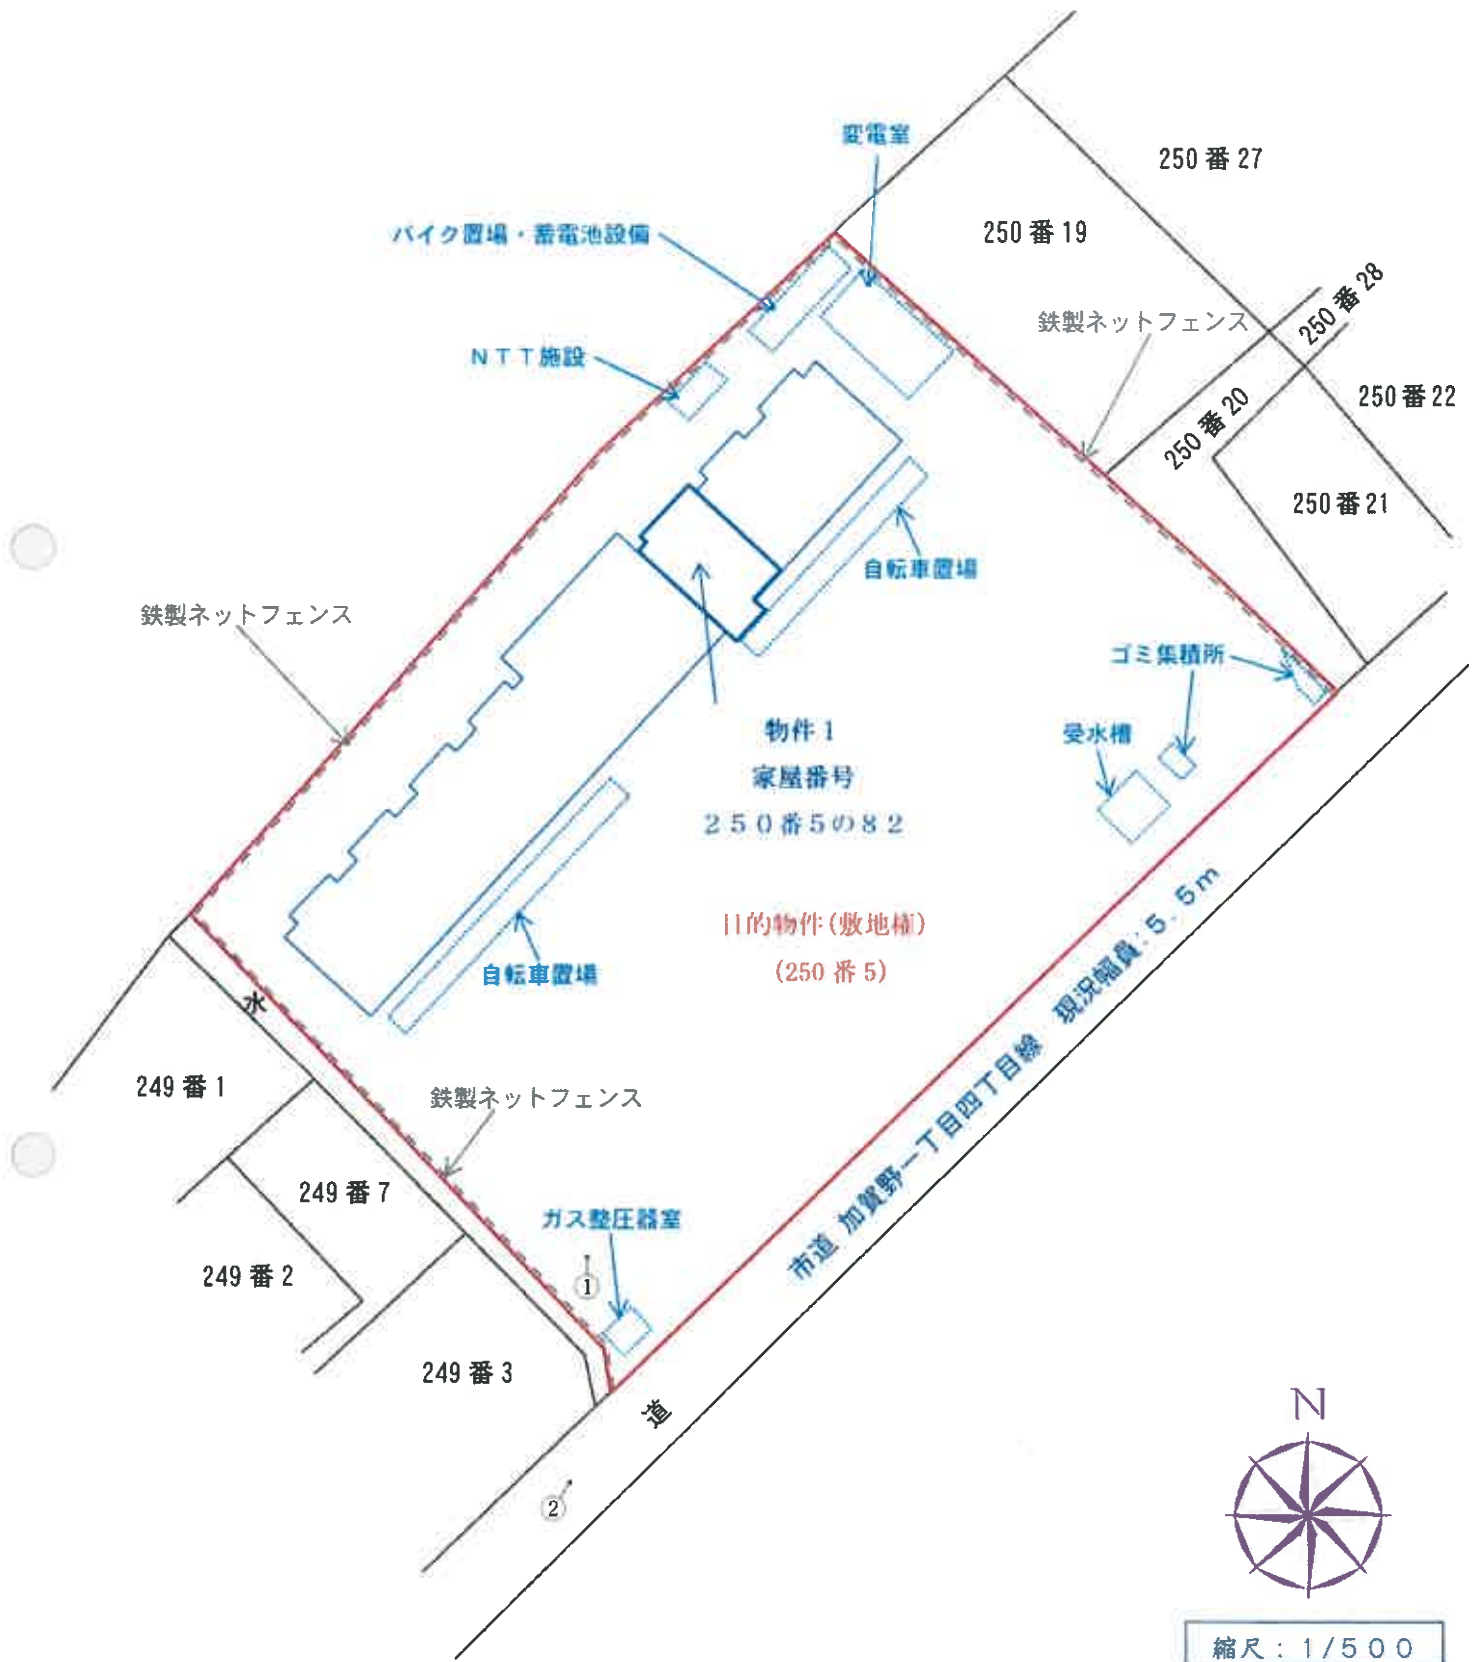 変電室
250番27
バイク置場・蓄電池設備
250番19
250番28
鉄製ネットフェンス
NTT施設
250番22
250番20
250番21
自転車置場
鉄製ネットフェンス
ゴミ集積所
物件1
受水槽
家屋番号
250番5の82
目的物件(敷地権)
(250番5)
自転車置場
水
市道 加賀野一丁目四丁目線 現況幅員:5.5m
249番1
鉄製ネットフェンス
249番7
ガス整圧器室
249番2
①
249番3
道
N
②
縮尺:1/500